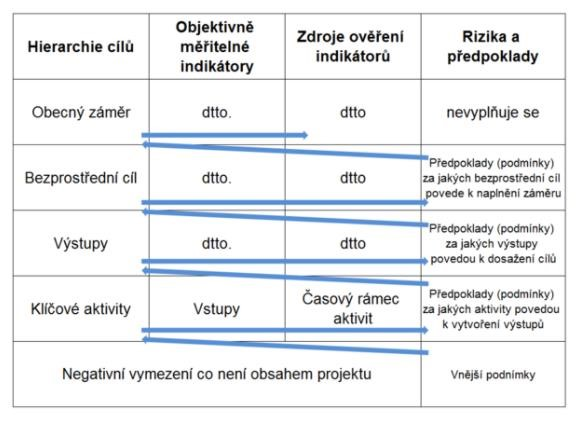 Hierarchie cílů
Objektivně
měřitelné
indikátory
Zdroje ověření
indikátorů
Rizika a
předpoklady
Obecný záměr
dtto.
dtto
nevyplňuje se
Bezprostřední cíl
dtto.
dtto
Předpoklady (podmínky)
za jakých bezprostřední cíl
povede k naplnění záměru
Výstupy
dtto.
dtto
Předpoklady (podmínky)
za jakých výstupy
povedou k dosažení cílů
Klíčové aktivity
Vstupy
Časový rámec
aktivit
Předpoklady (podmínky)
za jakých aktivity povedou
k vytvoření výstupů
Negativní vymezení co není obsahem projektu
Vnější podnímky